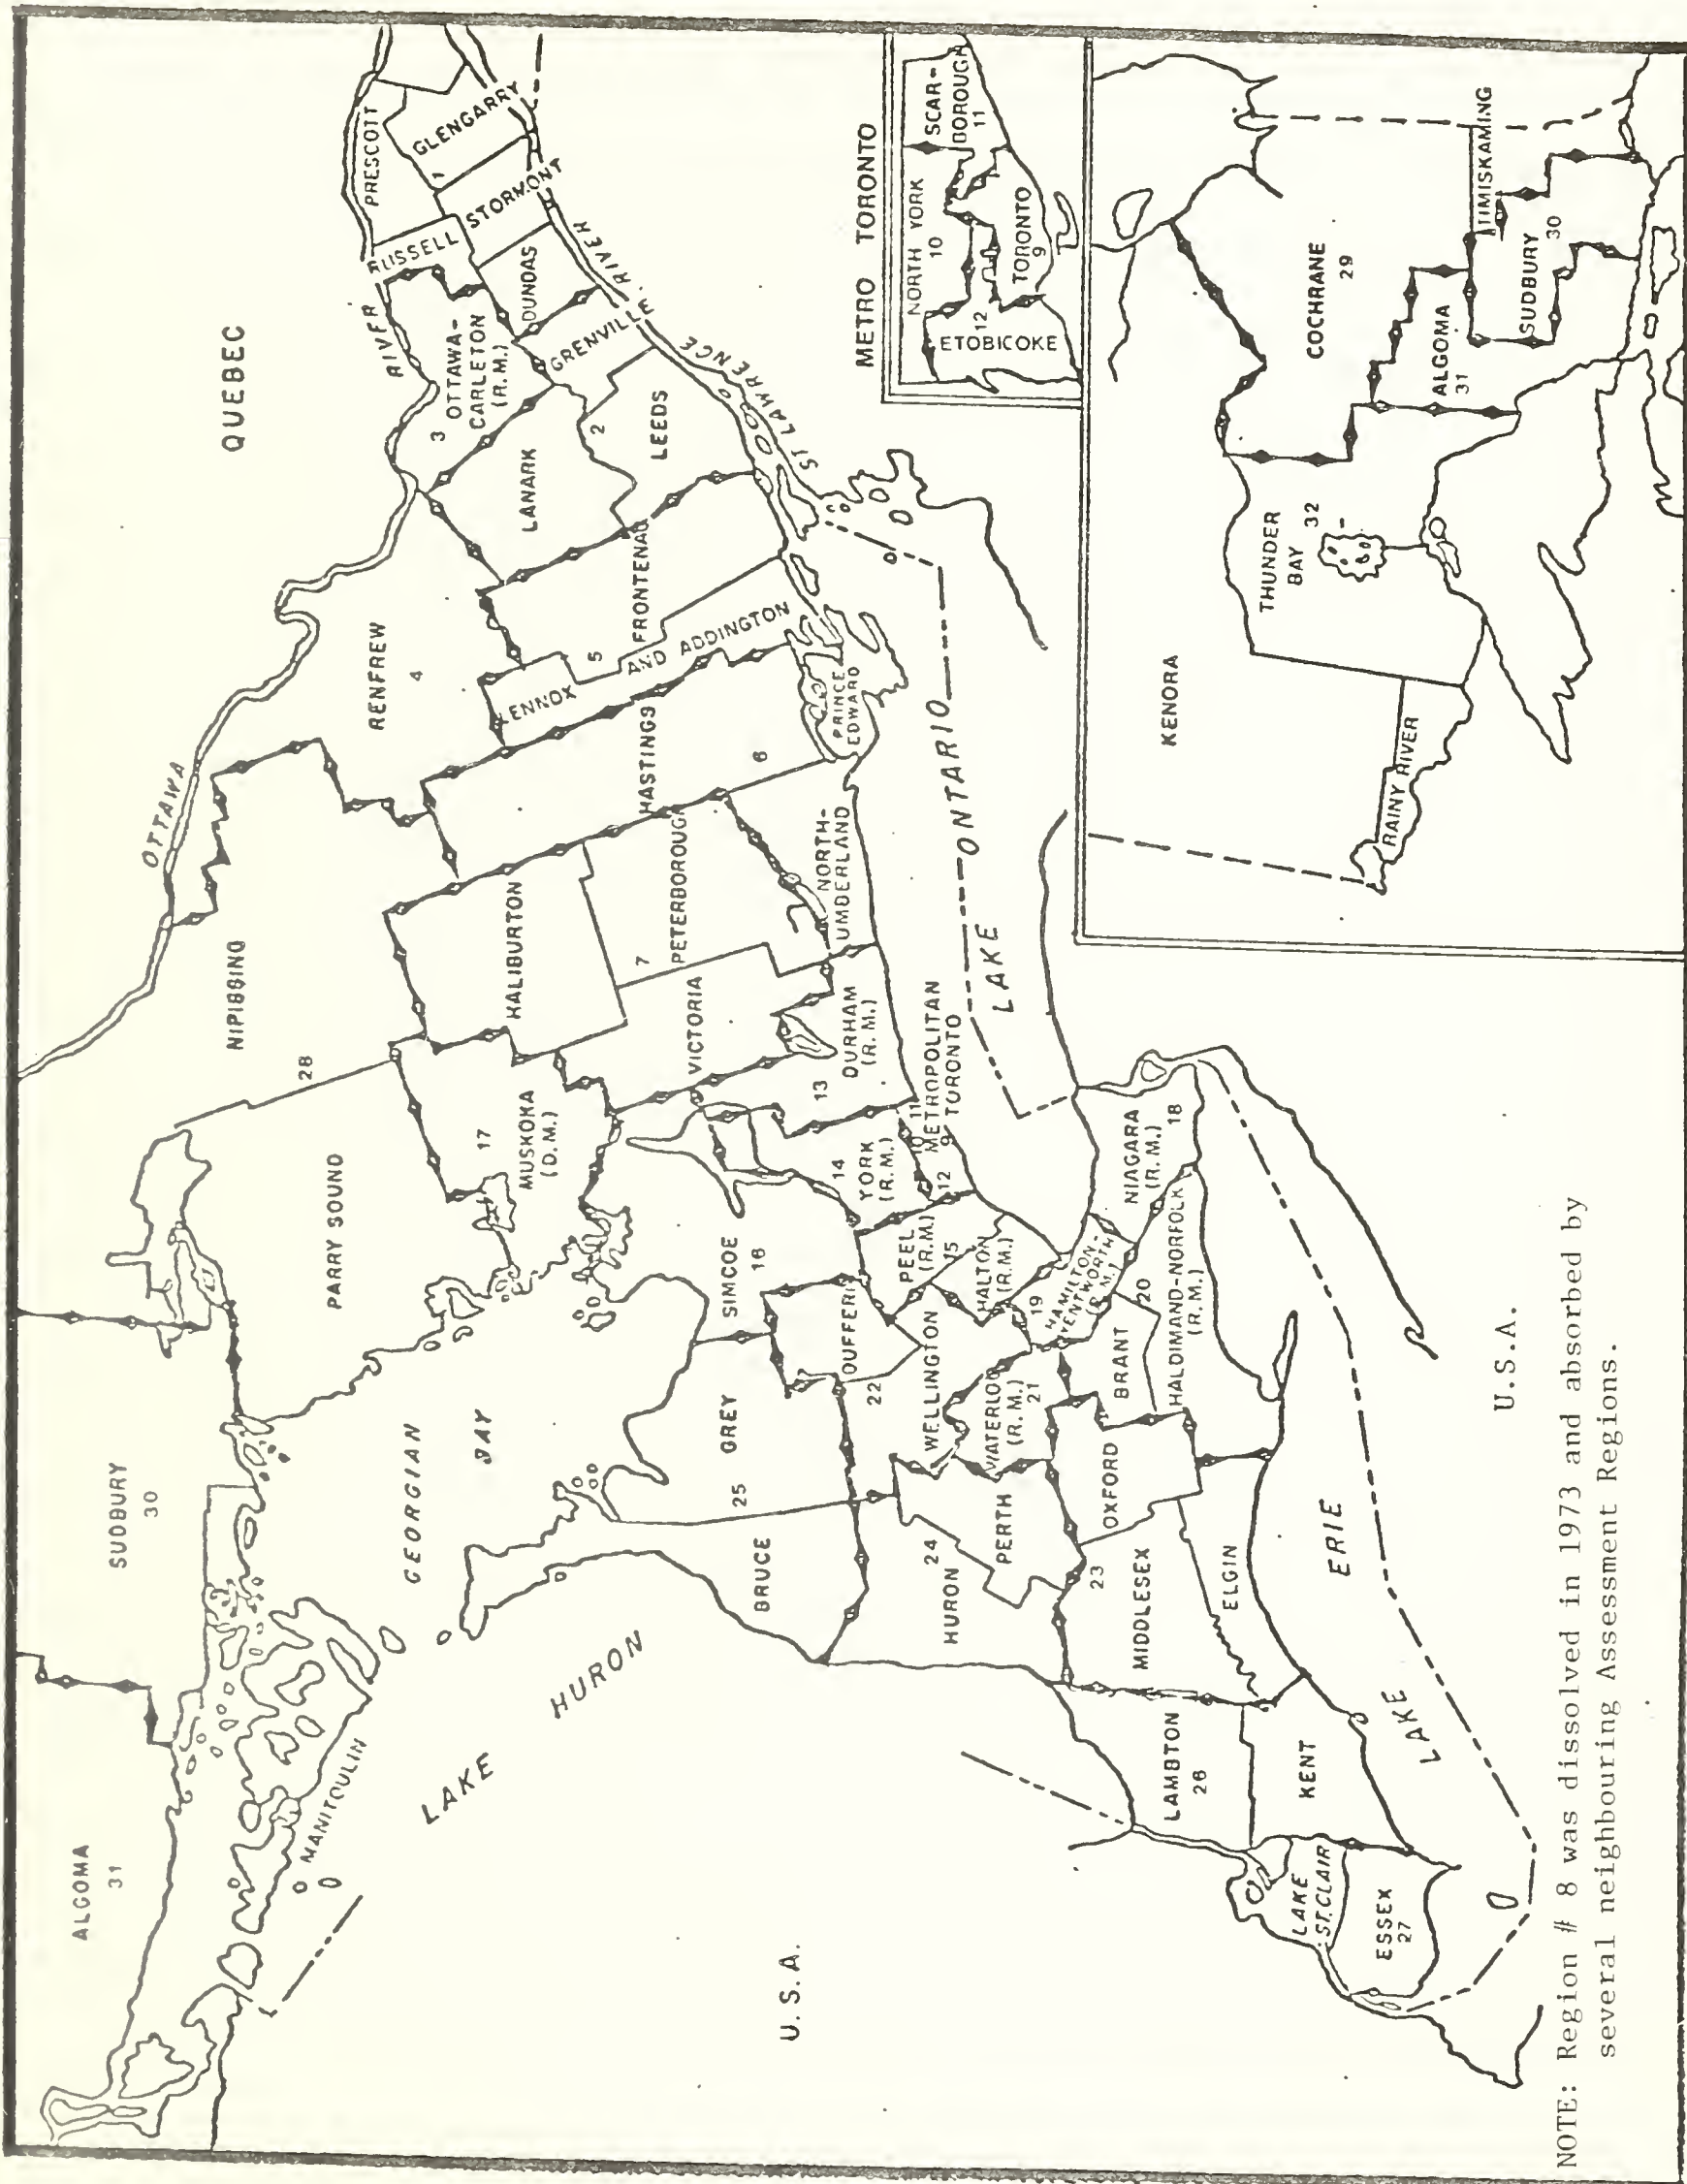 QUEBEC
OTTAWA
RIVER
PRESCOTT
GLENGARRY
1
RUSSELL
STORMONT
DUNDAS
OTTAWA-
CARLETON
(R.M.)
3
GRENVILLE
RIVER
ST LAWRENCE
LEEDS
2
LANARK
RENFREW
4
FRONTENAC
5
LENNOX
AND ADDINGTON
HASTINGS
6
PRINCE
EDWARD
NIPISSING
28
HALIBURTON
PETERBOROUGH
7
NORTH-
UMBERLAND
VICTORIA
DURHAM
(R.M.)
13
LAKE
ONTARIO
METROPOLITAN
TORONTO
9
10
11
12
YORK
(R.M.)
14
MUSKOKA
(D.M.)
17
PARRY SOUND
SIMCOE
16
PEEL
(R.M.)
15
HALTON
(R.M.)
NIAGARA
(R.M.)
18
HAMILTON-
WENTWORTH
(R.M.)
19
HALDIMAND-NORFOLK
(R.M.)
20
BRANT
DUFFERIN
22
WELLINGTON
WATERLOO
(R.M.)
21
GREY
25
BRUCE
HURON
24
PERTH
OXFORD
MIDDLESEX
23
ELGIN
LAMBTON
26
KENT
ESSEX
27
LAKE
ST. CLAIR
LAKE
ERIE
SUDBURY
30
ALGOMA
31
MANITOULIN
GEORGIAN
BAY
LAKE
HURON
U.S.A.
U.S.A.
METRO TORONTO
SCAR-
BOROUGH
11
NORTH YORK
10
TORONTO
9
ETOBICOKE
12
KENORA
RAINY RIVER
THUNDER
BAY
32
COCHRANE
29
TIMISKAMING
ALGOMA
31
SUDBURY
30
NOTE: Region # 8 was dissolved in 1973 and absorbed by
several neighbouring Assessment Regions.